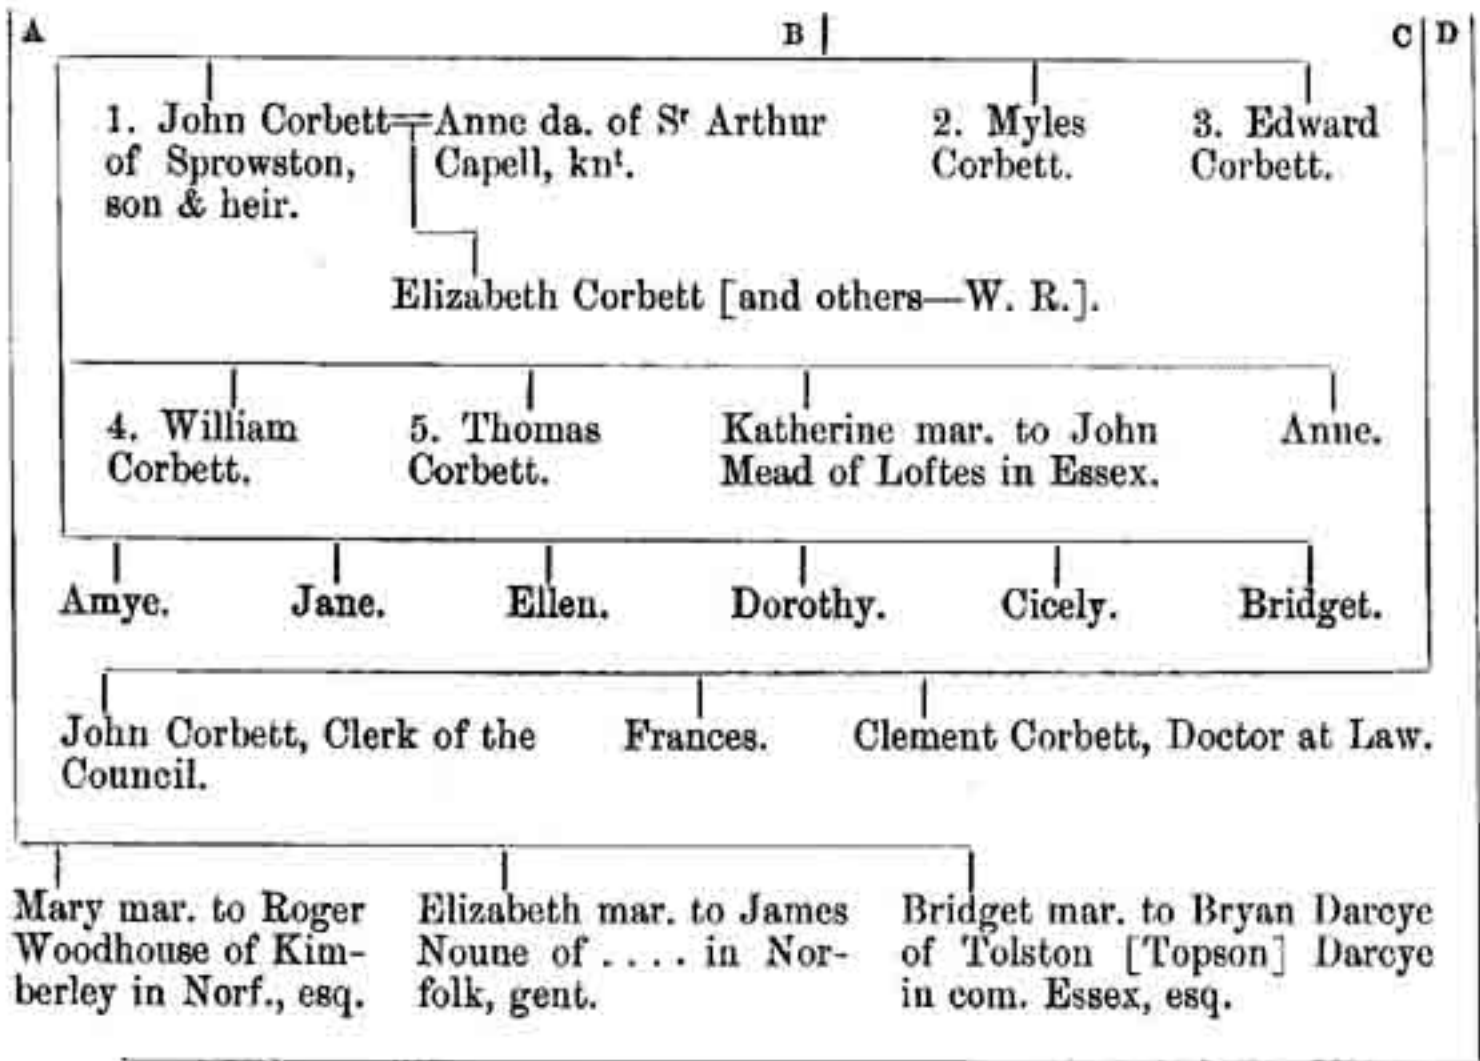 A B C D
1. John Corbett=Anne da. of Sʳ Arthur 2. Myles 3. Edward
of Sprowston, Capell, knᵗ. Corbett. Corbett.
son & heir.
Elizabeth Corbett [and others—W. R.].
4. William 5. Thomas Katherine mar. to John Anne.
Corbett. Corbett. Mead of Loftes in Essex.
Amye. Jane. Ellen. Dorothy. Cicely. Bridget.
John Corbett, Clerk of the Frances. Clement Corbett, Doctor at Law.
Council.
Mary mar. to Roger Elizabeth mar. to James Bridget mar. to Bryan Darcye
Woodhouse of Kim- Noune of .... in Nor- of Tolston [Topson] Darcye
berley in Norf., esq. folk, gent. in com. Essex, esq.